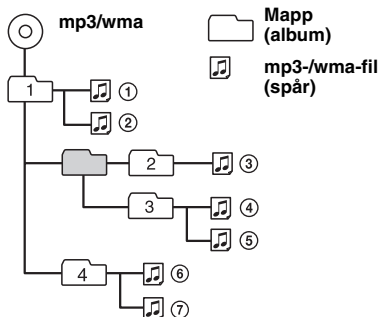 mp3/wma
Mapp
(album)
mp3-/wma-fil
(spår)
1
①
②
2
③
3
④
⑤
4
⑥
⑦